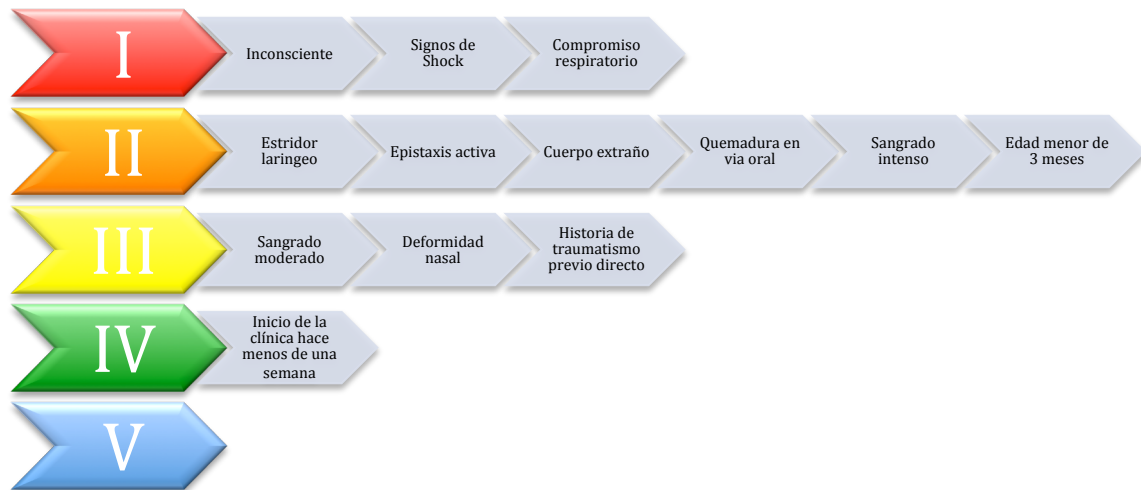 I
Inconsciente
Signos de
Shock
Compromiso
respiratorio
II
Estridor
laringeo
Epistaxis activa
Cuerpo extraño
Quemadura en
via oral
Sangrado
intenso
Edad menor de
3 meses
III
Sangrado
moderado
Deformidad
nasal
Historia de
traumatismo
previo directo
IV
Inicio de la
clínica hace
menos de una
semana
V